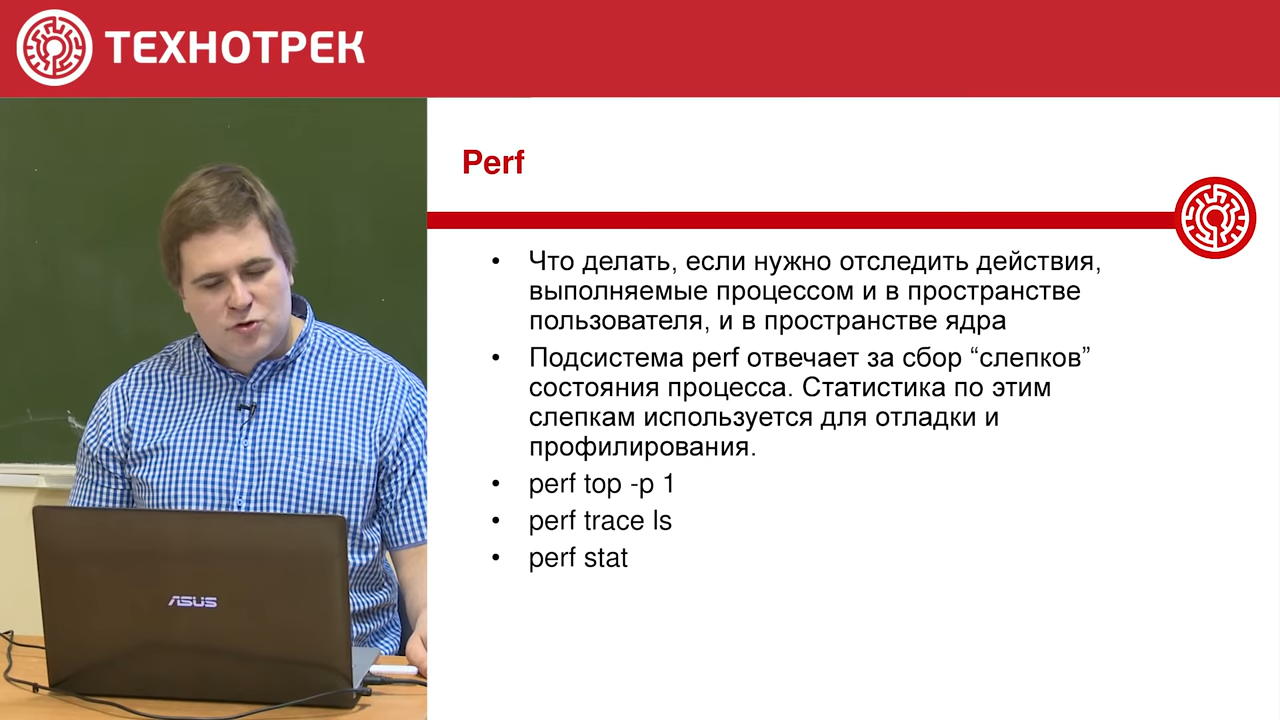 ТЕХНОТРЕК
Perf
• Что делать, если нужно отследить действия,
выполняемые процессом и в пространстве
пользователя, и в пространстве ядра
• Подсистема perf отвечает за сбор “слепков”
состояния процесса. Статистика по этим
слепкам используется для отладки и
профилирования.
• perf top -p 1
• perf trace ls
• perf stat
ASUS